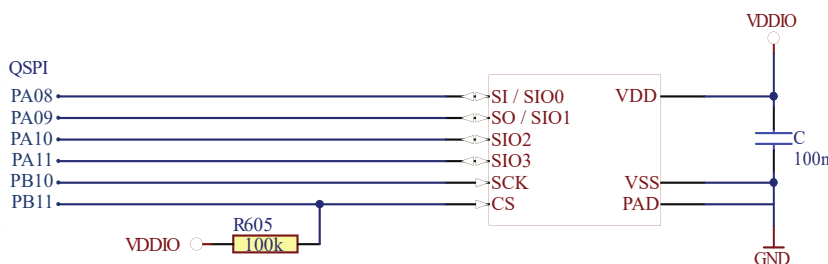 VDDIO
QSPI
PA08 SI / SIO0 VDD
PA09 SO / SIO1
PA10 SIO2
C
PA11 SIO3
100n
PB10 SCK VSS
PB11 CS PAD
R605
VDDIO 100k
GND